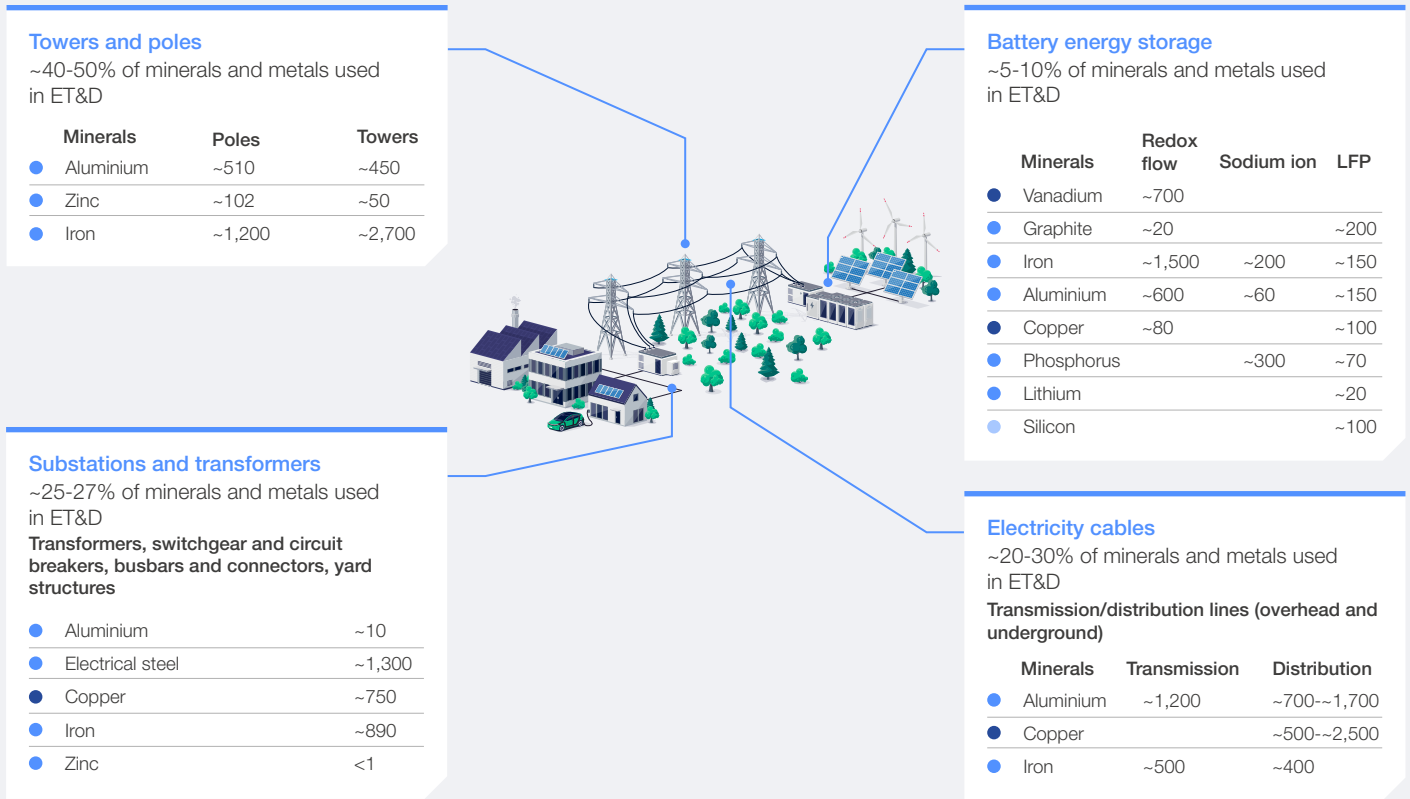 Towers and poles
~40-50% of minerals and metals used
in ET&D
Minerals Poles Towers
Aluminium ~510 ~450
Zinc ~102 ~50
Iron ~1,200 ~2,700
Substations and transformers
~25-27% of minerals and metals used
in ET&D
Transformers, switchgear and circuit
breakers, busbars and connectors, yard
structures
Aluminium ~10
Electrical steel ~1,300
Copper ~750
Iron ~890
Zinc <1
Battery energy storage
~5-10% of minerals and metals used
in ET&D
Redox
Minerals flow Sodium ion LFP
Vanadium ~700
Graphite ~20 ~200
Iron ~1,500 ~200 ~150
Aluminium ~600 ~60 ~150
Copper ~80 ~100
Phosphorus ~300 ~70
Lithium ~20
Silicon ~100
Electricity cables
~20-30% of minerals and metals used
in ET&D
Transmission/distribution lines (overhead and
underground)
Minerals Transmission Distribution
Aluminium ~1,200 ~700-~1,700
Copper ~500-~2,500
Iron ~500 ~400